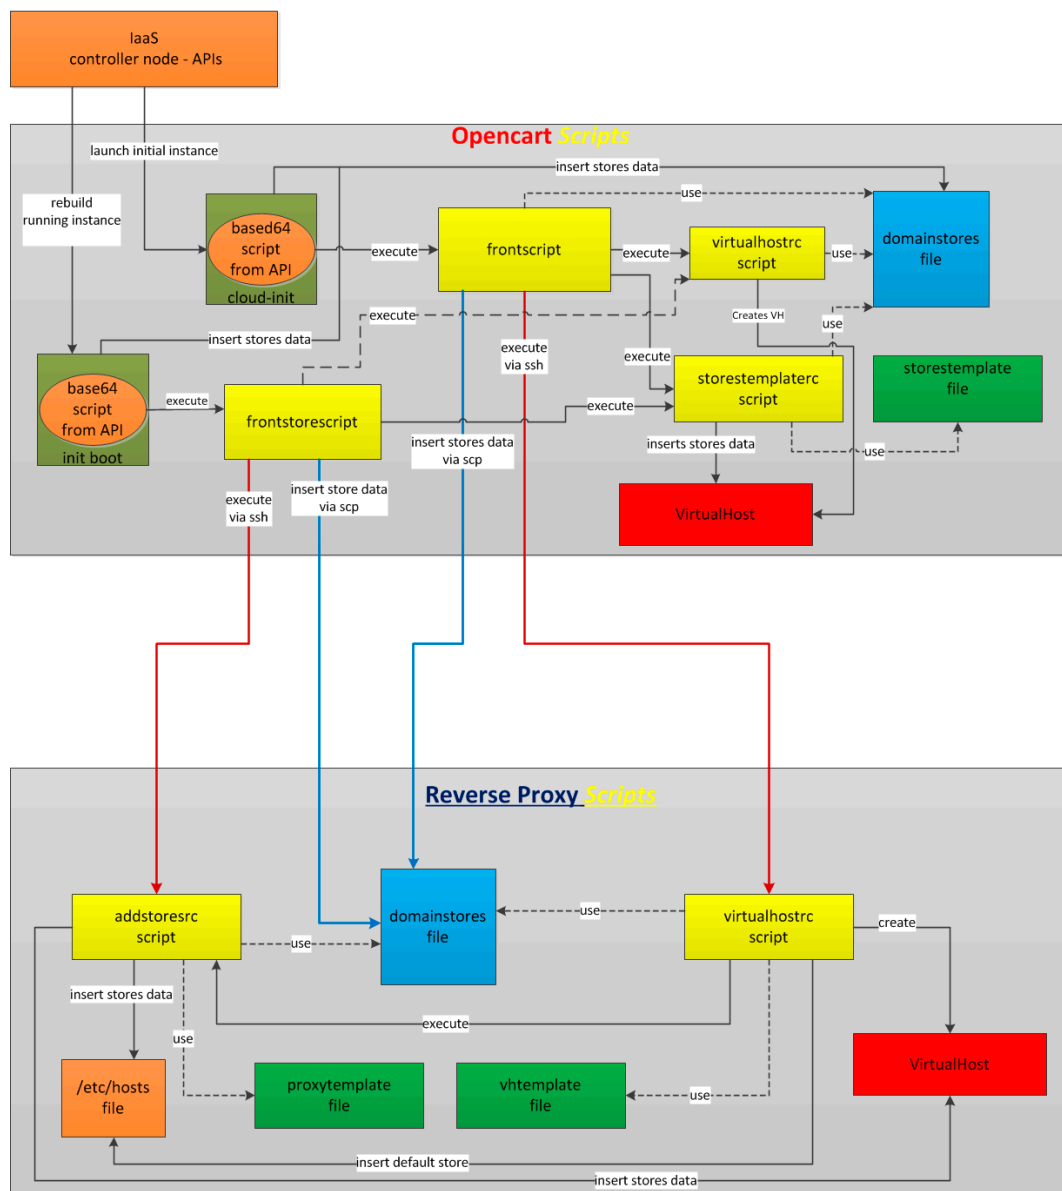 IaaS
controller node - APIs
Opencart Scripts
launch initial instance
insert stores data
use
rebuild
running instance
based64
script
from API
cloud-init
execute
frontscript
execute
virtualhostrc
script
use
domainstores
file
execute
Creates VH
use
insert stores data
execute
via ssh
execute
base64
script
from API
init boot
execute
frontstorescript
execute
storestemplaterc
script
storestemplate
file
insert stores data
via scp
inserts stores data
use
execute
via ssh
insert store data
via scp
VirtualHost
Reverse Proxy Scripts
addstoresrc
script
use
domainstores
file
use
virtualhostrc
script
create
insert stores data
execute
use
/etc/hosts
file
proxytemplate
file
vhtemplate
file
use
VirtualHost
insert default store
insert stores data